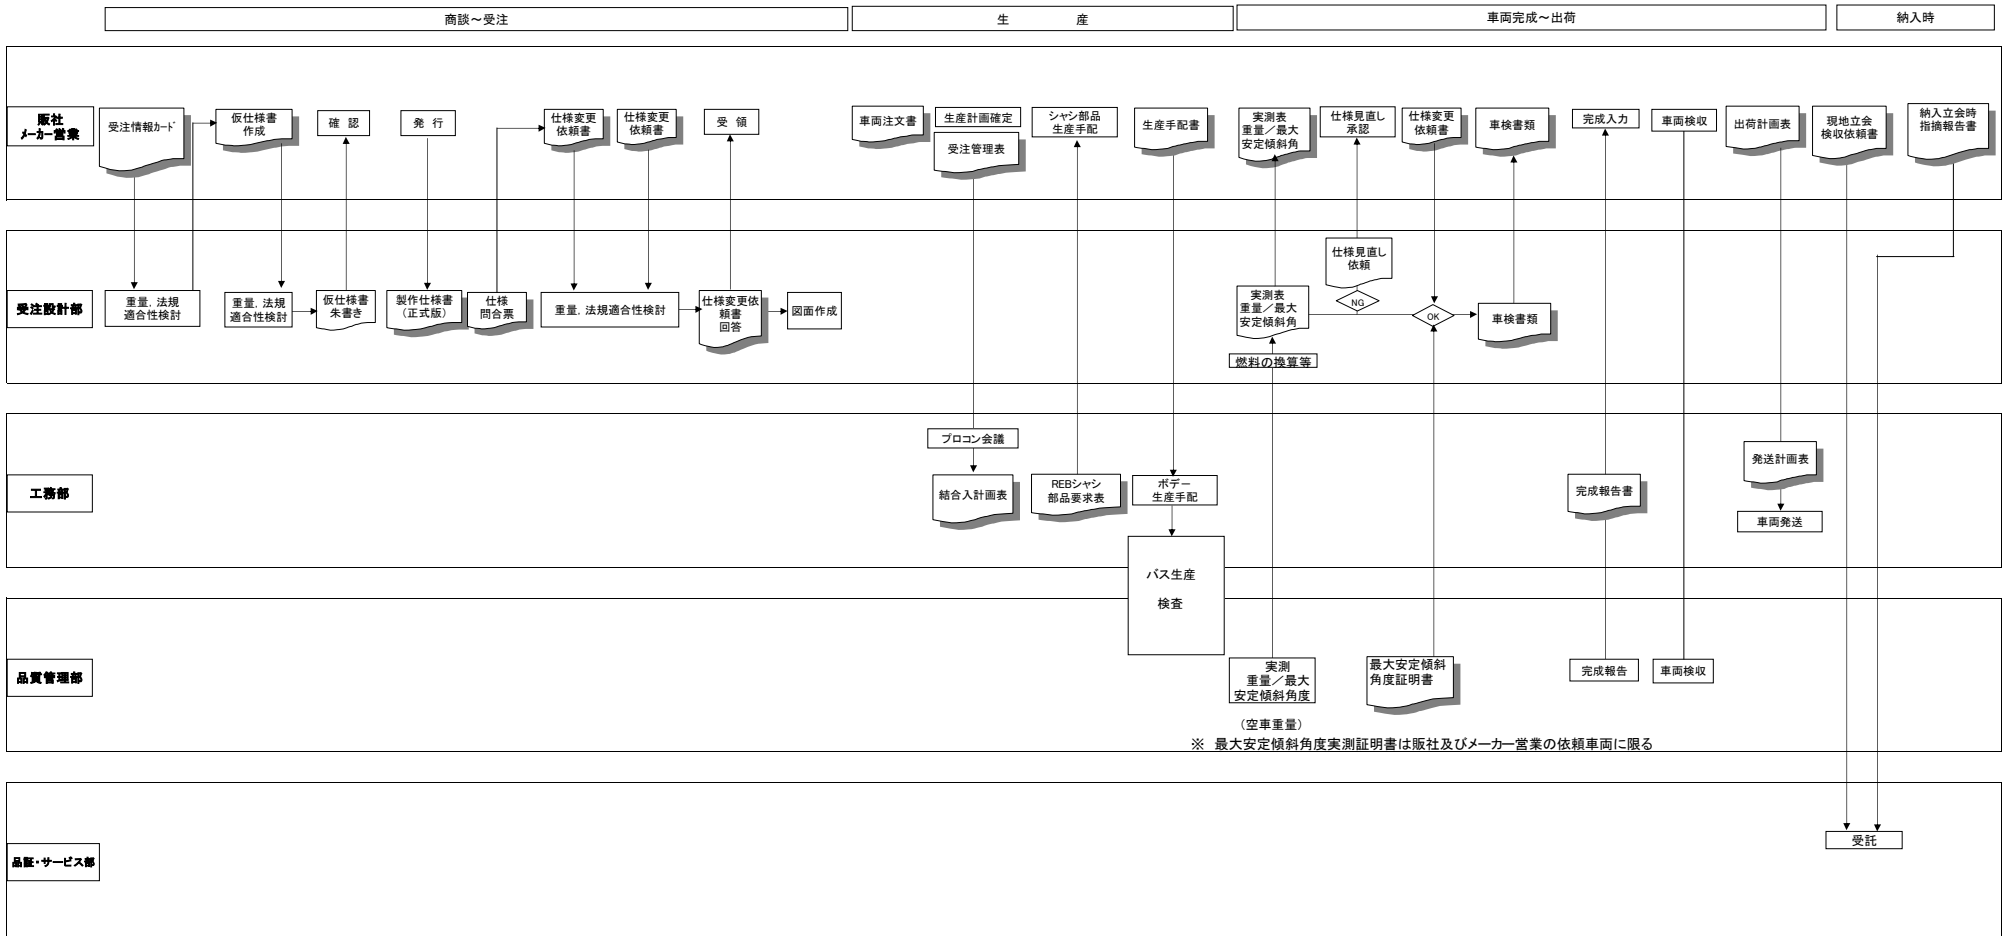 商談～受注
生　　　　産
車両完成～出荷
納入時
販社
メーカー営業
受注情報カード
仮仕様書
作成
確 認
発 行
仕様変更
依頼書
仕様変更
依頼書
受 領
車両注文書
生産計画確定
受注管理表
シャシ部品
生産手配
生産手配書
実測表
重量／最大
安定傾斜角
仕様見直し
承認
仕様変更
依頼書
車検書類
完成入力
車両検収
出荷計画表
現地立会
検収依頼書
納入立会時
指摘報告書
受注設計部
重量, 法規
適合性検討
重量, 法規
適合性検討
仮仕様書
朱書き
製作仕様書
（正式版）
仕様
問合票
重量, 法規適合性検討
仕様変更依
頼書
回答
図面作成
実測表
重量／最大
安定傾斜角
燃料の換算等
仕様見直し
依頼
NG
OK
車検書類
工務部
プロコン会議
結合入計画表
REBシャシ
部品要求表
ボデー
生産手配
バス生産
検査
完成報告書
発送計画表
車両発送
品質管理部
実測
重量／最大
安定傾斜角度
（空車重量）
最大安定傾斜
角度証明書
完成報告
車両検収
※ 最大安定傾斜角度実測証明書は販社及びメーカー営業の依頼車両に限る
品証・サービス部
受託